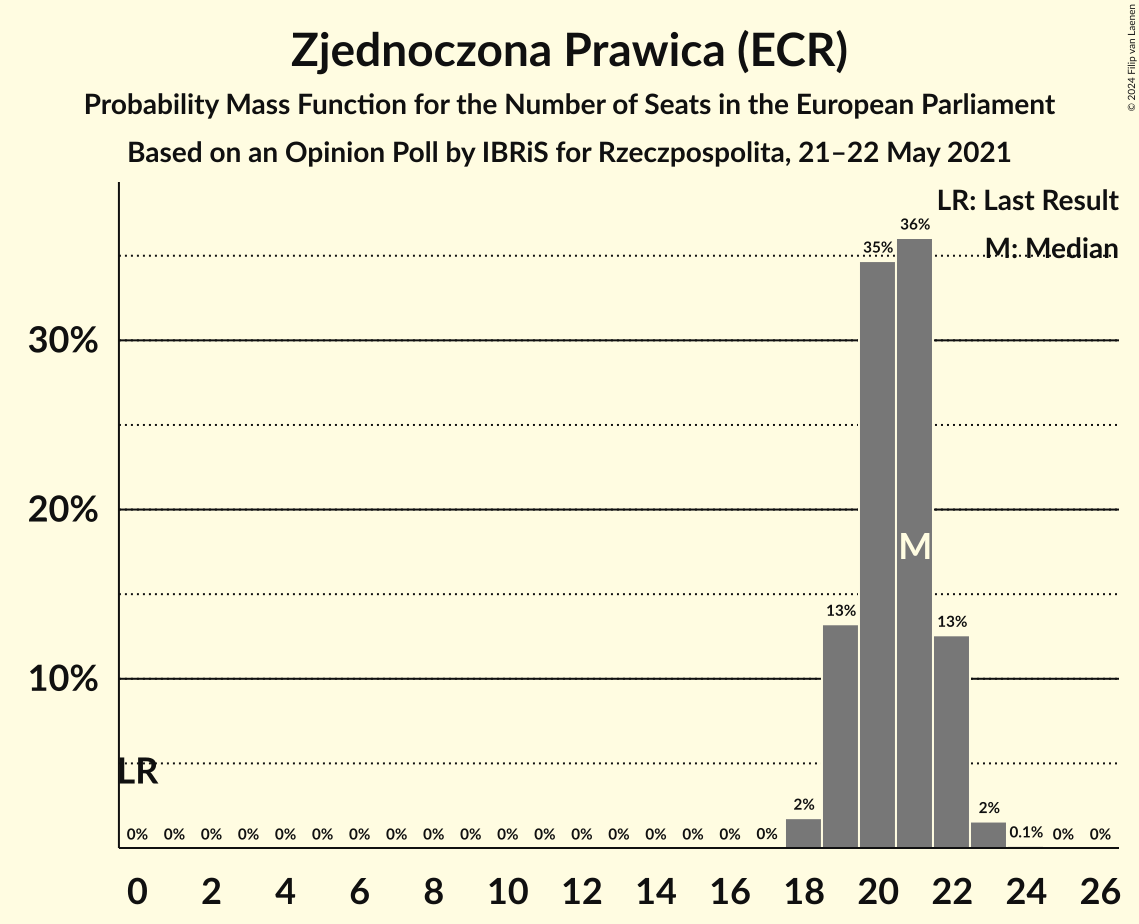 Zjednoczona Prawica (ECR)
Probability Mass Function for the Number of Seats in the European Parliament
Based on an Opinion Poll by IBRiS for Rzeczpospolita, 21–22 May 2021
© 2024 Filip van Laenen
LR: Last Result
M: Median
30%
20%
10%
LR
M
0% 0% 0% 0% 0% 0% 0% 0% 0% 0% 0% 0% 0% 0% 0% 0% 0% 0% 2% 13% 35% 36% 13% 2% 0.1% 0% 0%
0 2 4 6 8 10 12 14 16 18 20 22 24 26